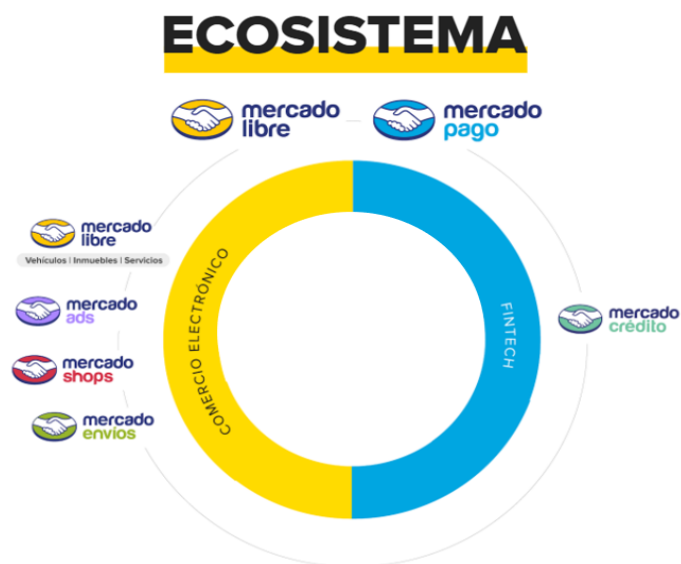 ECOSISTEMA
mercado
libre
mercado
pago
mercado
libre
Vehículos | Inmuebles | Servicios
mercado
ads
mercado
shops
mercado
envios
COMERCIO ELECTRÓNICO
FINTECH
mercado
crédito